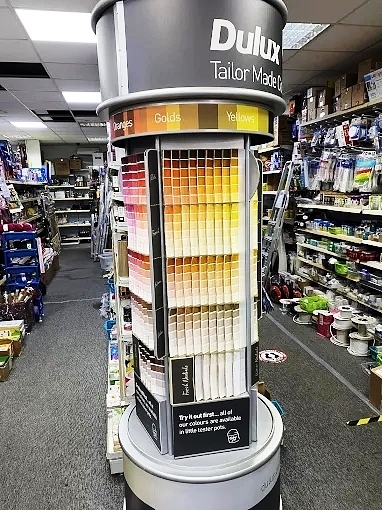 Dulux
Tailor Made
Oranges Golds Yellows
Try it out first... all of
our colours are available
in little tester pots.